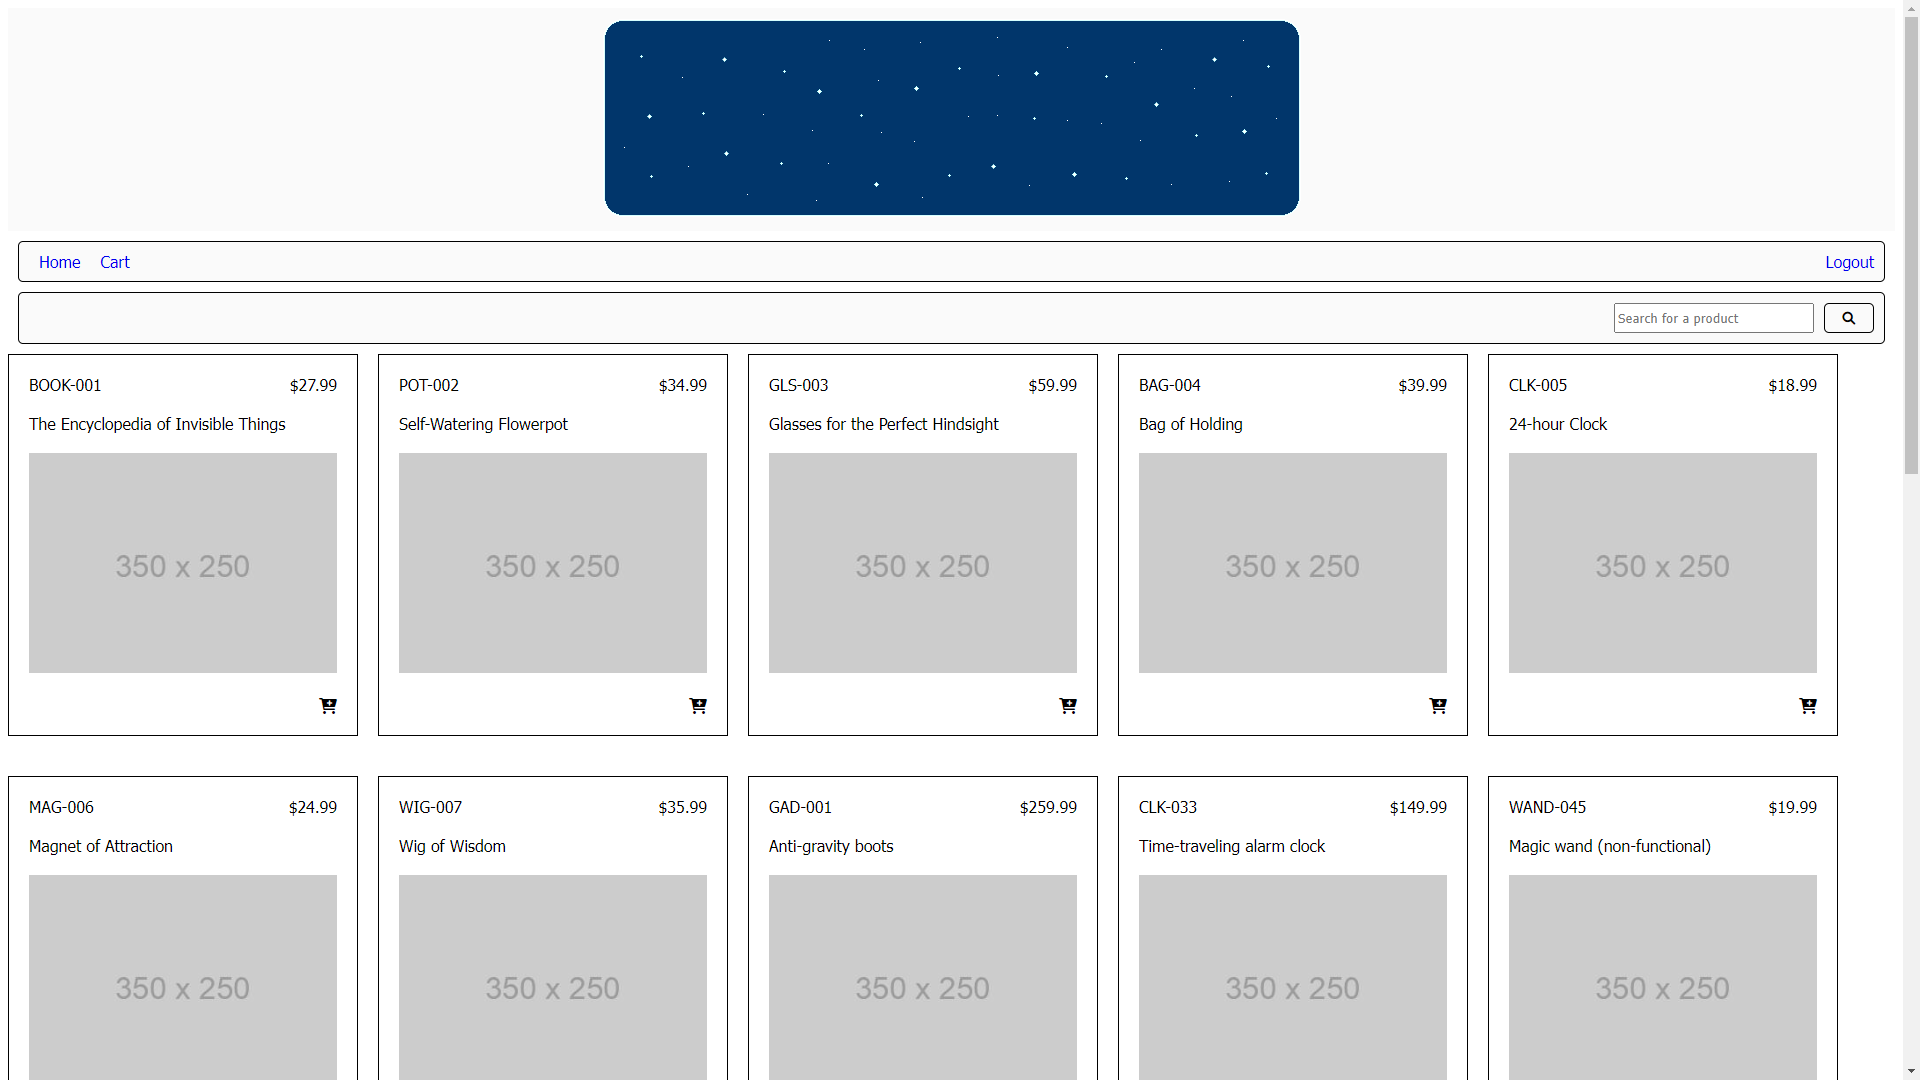 Home Cart Logout
Search for a product
BOOK-001 $27.99
The Encyclopedia of Invisible Things
350 x 250
POT-002 $34.99
Self-Watering Flowerpot
350 x 250
GLS-003 $59.99
Glasses for the Perfect Hindsight
350 x 250
BAG-004 $39.99
Bag of Holding
350 x 250
CLK-005 $18.99
24-hour Clock
350 x 250
MAG-006 $24.99
Magnet of Attraction
350 x 250
WIG-007 $35.99
Wig of Wisdom
350 x 250
GAD-001 $259.99
Anti-gravity boots
350 x 250
CLK-033 $149.99
Time-traveling alarm clock
350 x 250
WAND-045 $19.99
Magic wand (non-functional)
350 x 250